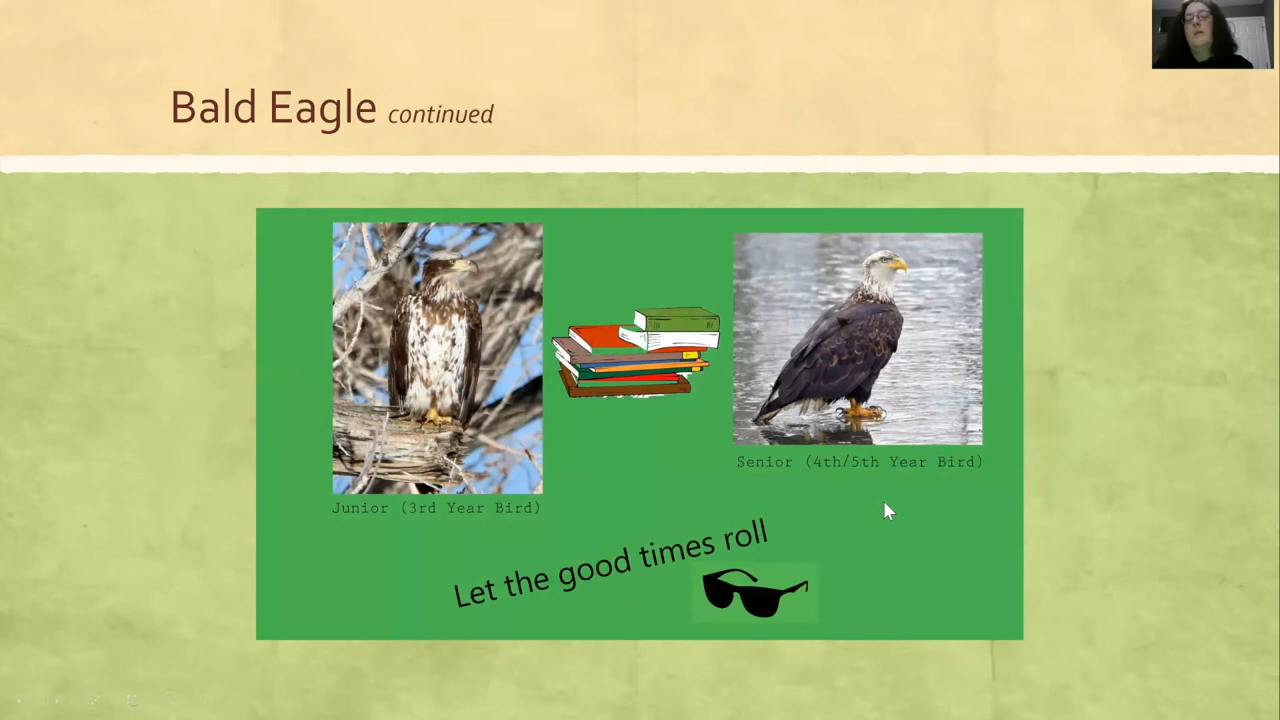 Bald Eagle continued
Junior (3rd Year Bird)
Senior (4th/5th Year Bird)
Let the good times roll